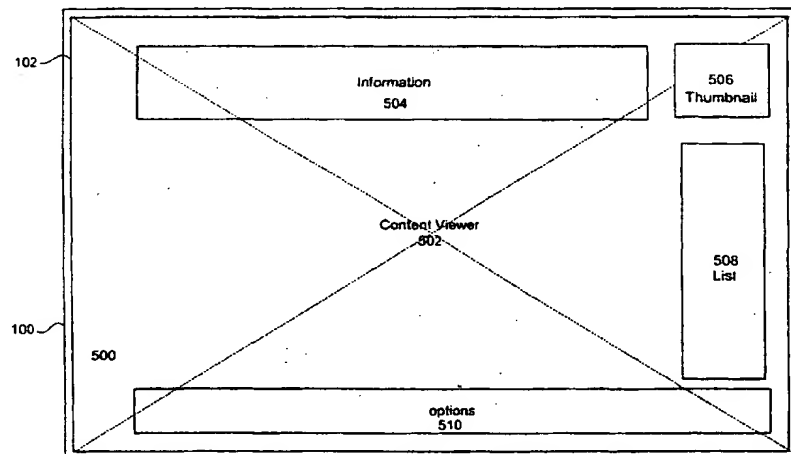 102
Information
504
506
Thumbnail
Content Viewer
502
508
List
100
500
options
510